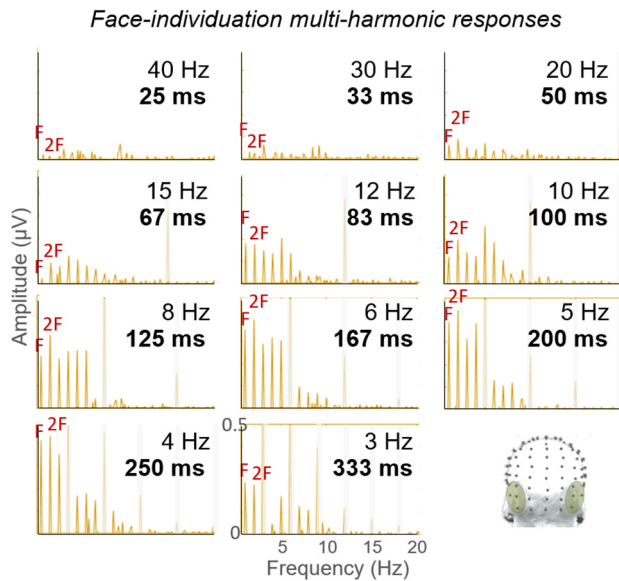 Face-individuation multi-harmonic responses
40 Hz
25 ms
F
2F
30 Hz
33 ms
F
2F
20 Hz
50 ms
F
2F
15 Hz
67 ms
F
2F
12 Hz
83 ms
F
2F
10 Hz
100 ms
F
2F
Amplitude (µV)
8 Hz
125 ms
F
2F
6 Hz
167 ms
F
2F
5 Hz
200 ms
F
2F
4 Hz
250 ms
F
2F
0.5
3 Hz
333 ms
F
2F
0
5
10
15
20
Frequency (Hz)